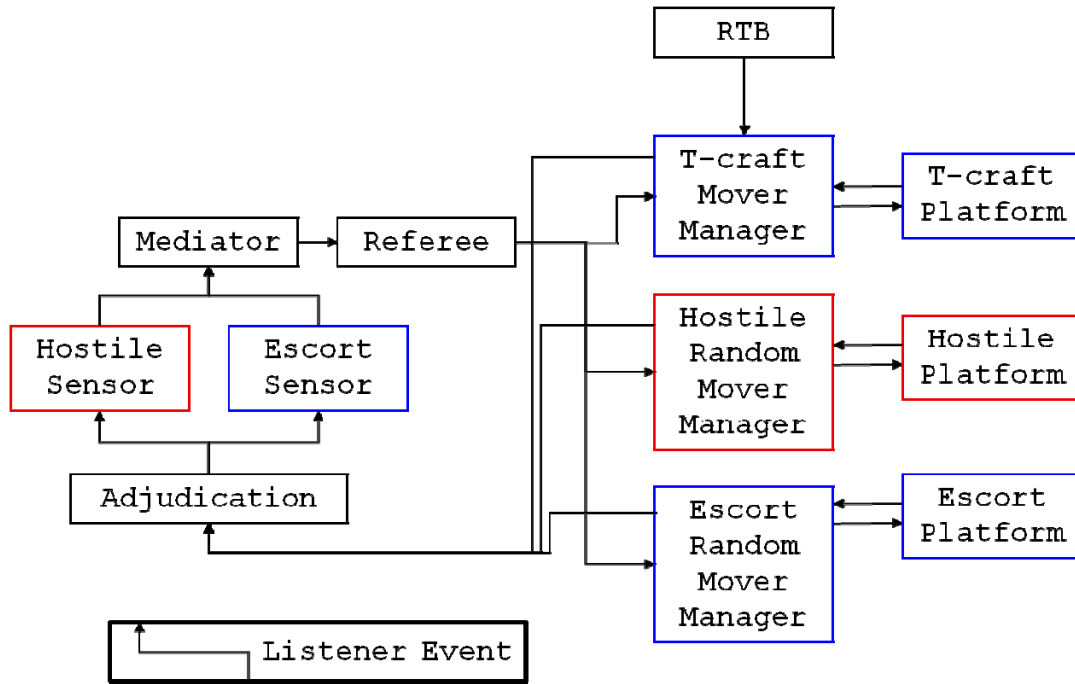 RTB
T-craft
Mover
Manager
T-craft
Platform
Mediator
Referee
Hostile
Sensor
Escort
Sensor
Hostile
Random
Mover
Manager
Hostile
Platform
Adjudication
Escort
Random
Mover
Manager
Escort
Platform
Listener Event